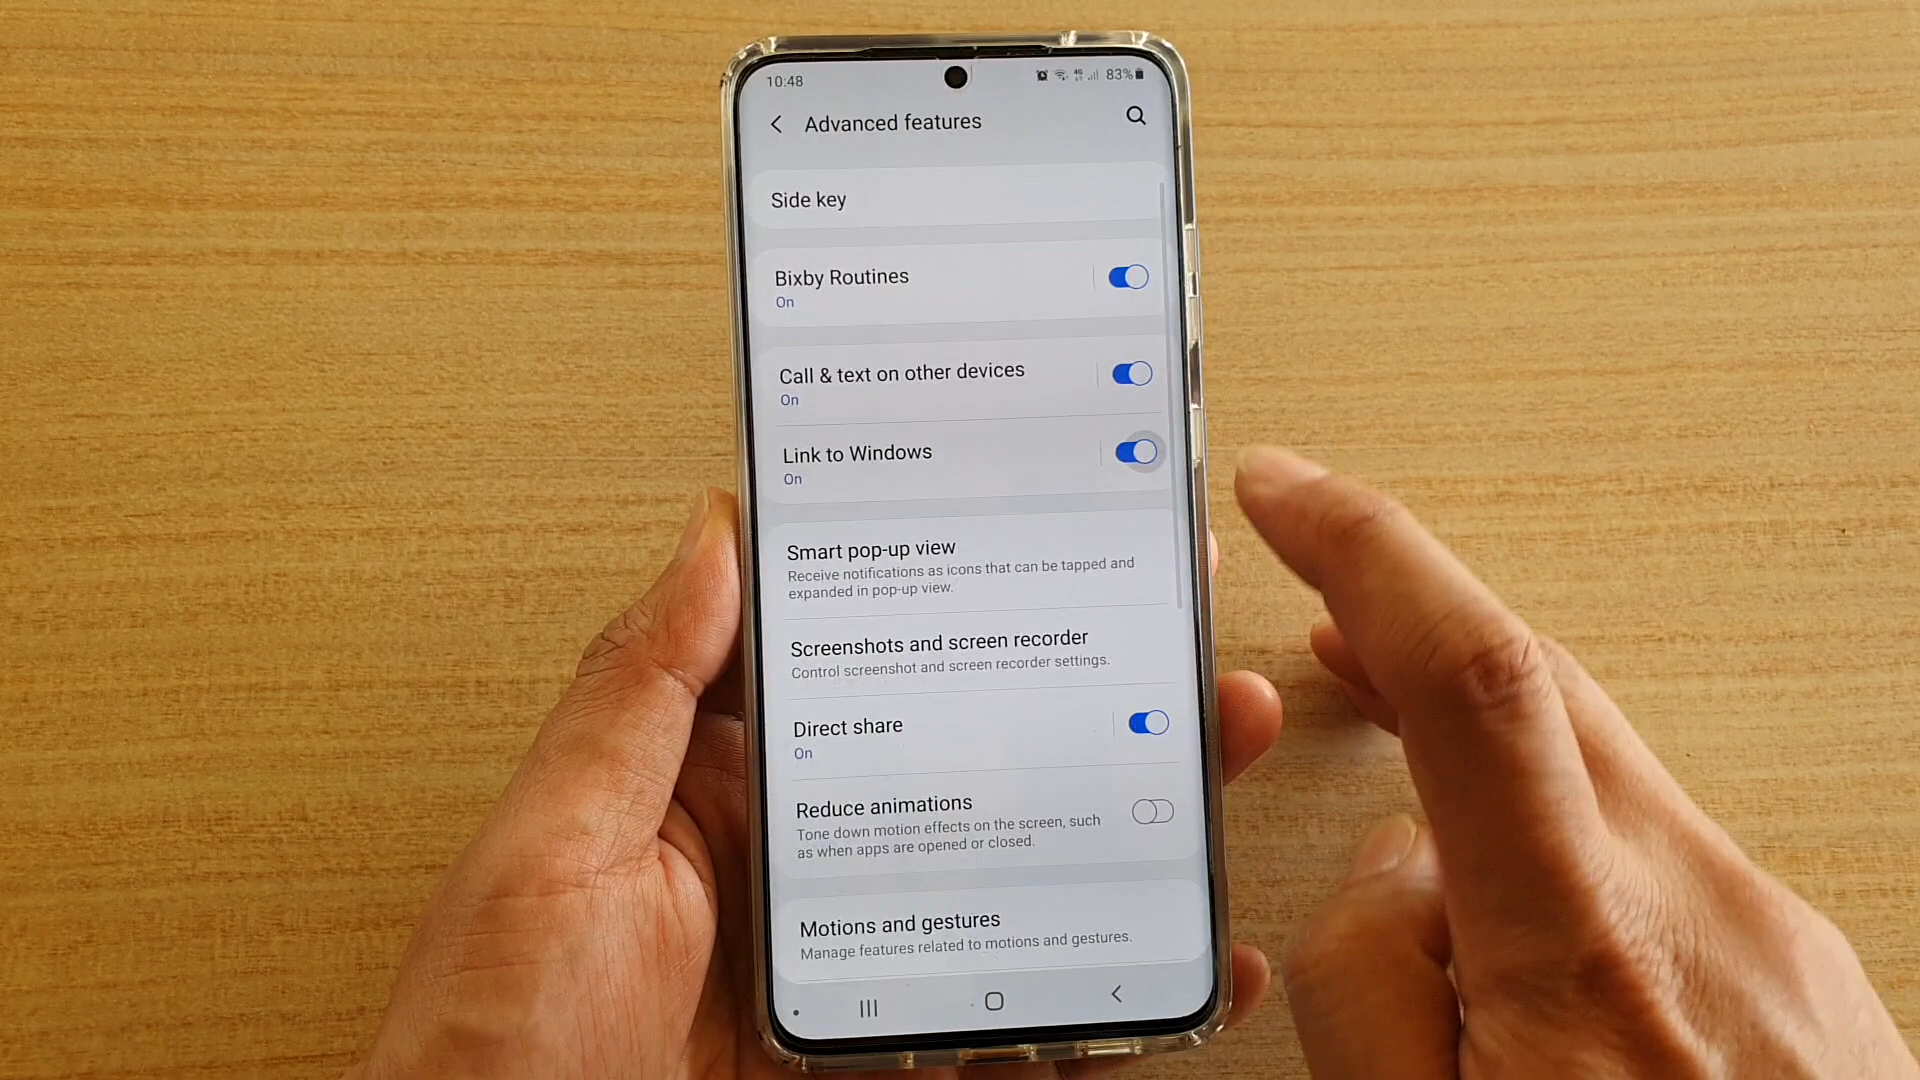 10:48
4G
83%
Advanced features
Side key
Bixby Routines
On
Call & text on other devices
On
Link to Windows
On
Smart pop-up view
Receive notifications as icons that can be tapped and
expanded in pop-up view.
Screenshots and screen recorder
Control screenshot and screen recorder settings.
Direct share
On
Reduce animations
Tone down motion effects on the screen, such
as when apps are opened or closed.
Motions and gestures
Manage features related to motions and gestures.